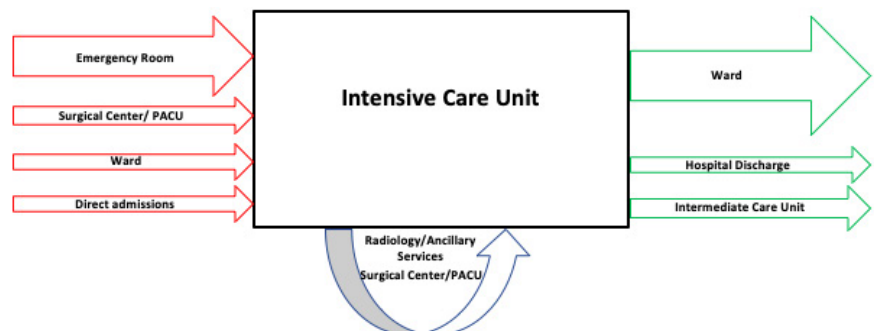 Emergency Room
Surgical Center/ PACU
Ward
Direct admissions
Intensive Care Unit
Ward
Hospital Discharge
Intermediate Care Unit
Radiology/Ancillary
Services
Surgical Center/PACU